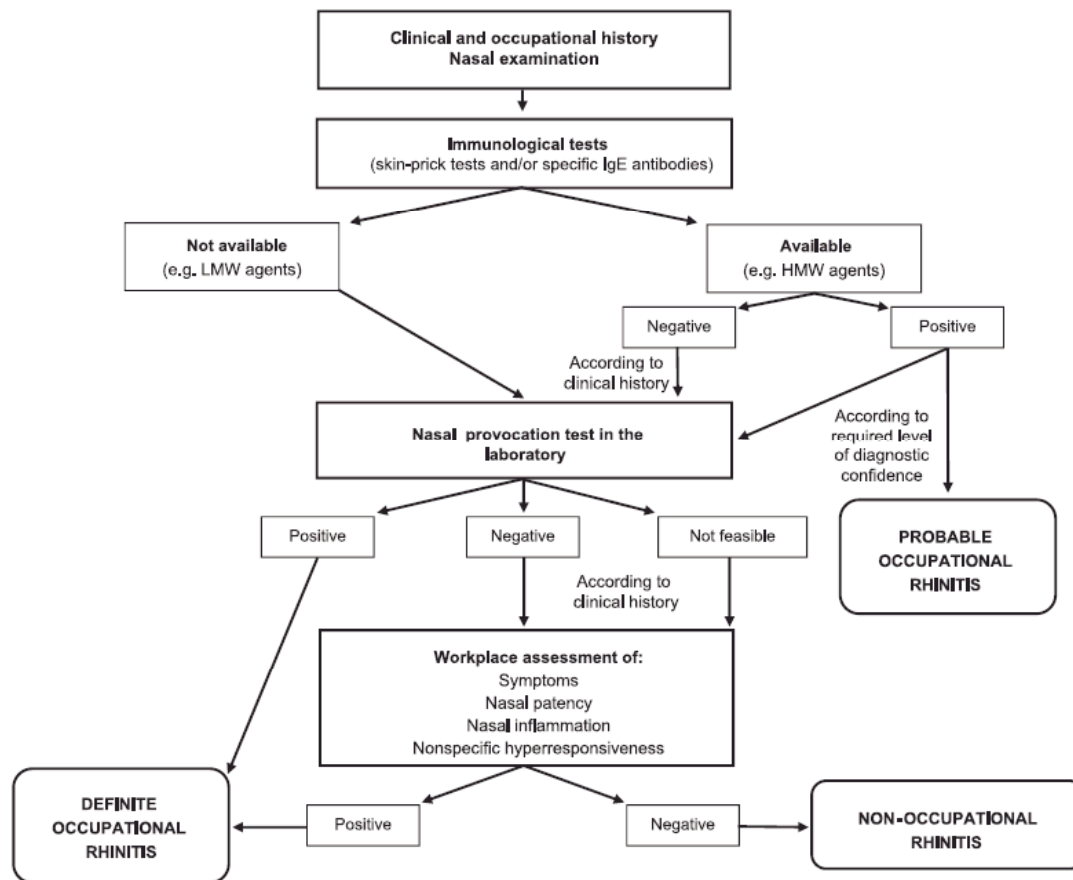 Clinical and occupational history
Nasal examination
Immunological tests
(skin-prick tests and/or specific IgE antibodies)
Not available
(e.g. LMW agents)
Available
(e.g. HMW agents)
Negative
Positive
According to
clinical history
According to
required level
of diagnostic
confidence
Nasal provocation test in the
laboratory
Positive
Negative
Not feasible
PROBABLE
OCCUPATIONAL
RHINITIS
According to
clinical history
Workplace assessment of:
Symptoms
Nasal patency
Nasal inflammation
Nonspecific hyperresponsiveness
DEFINITE
OCCUPATIONAL
RHINITIS
Positive
Negative
NON-OCCUPATIONAL
RHINITIS